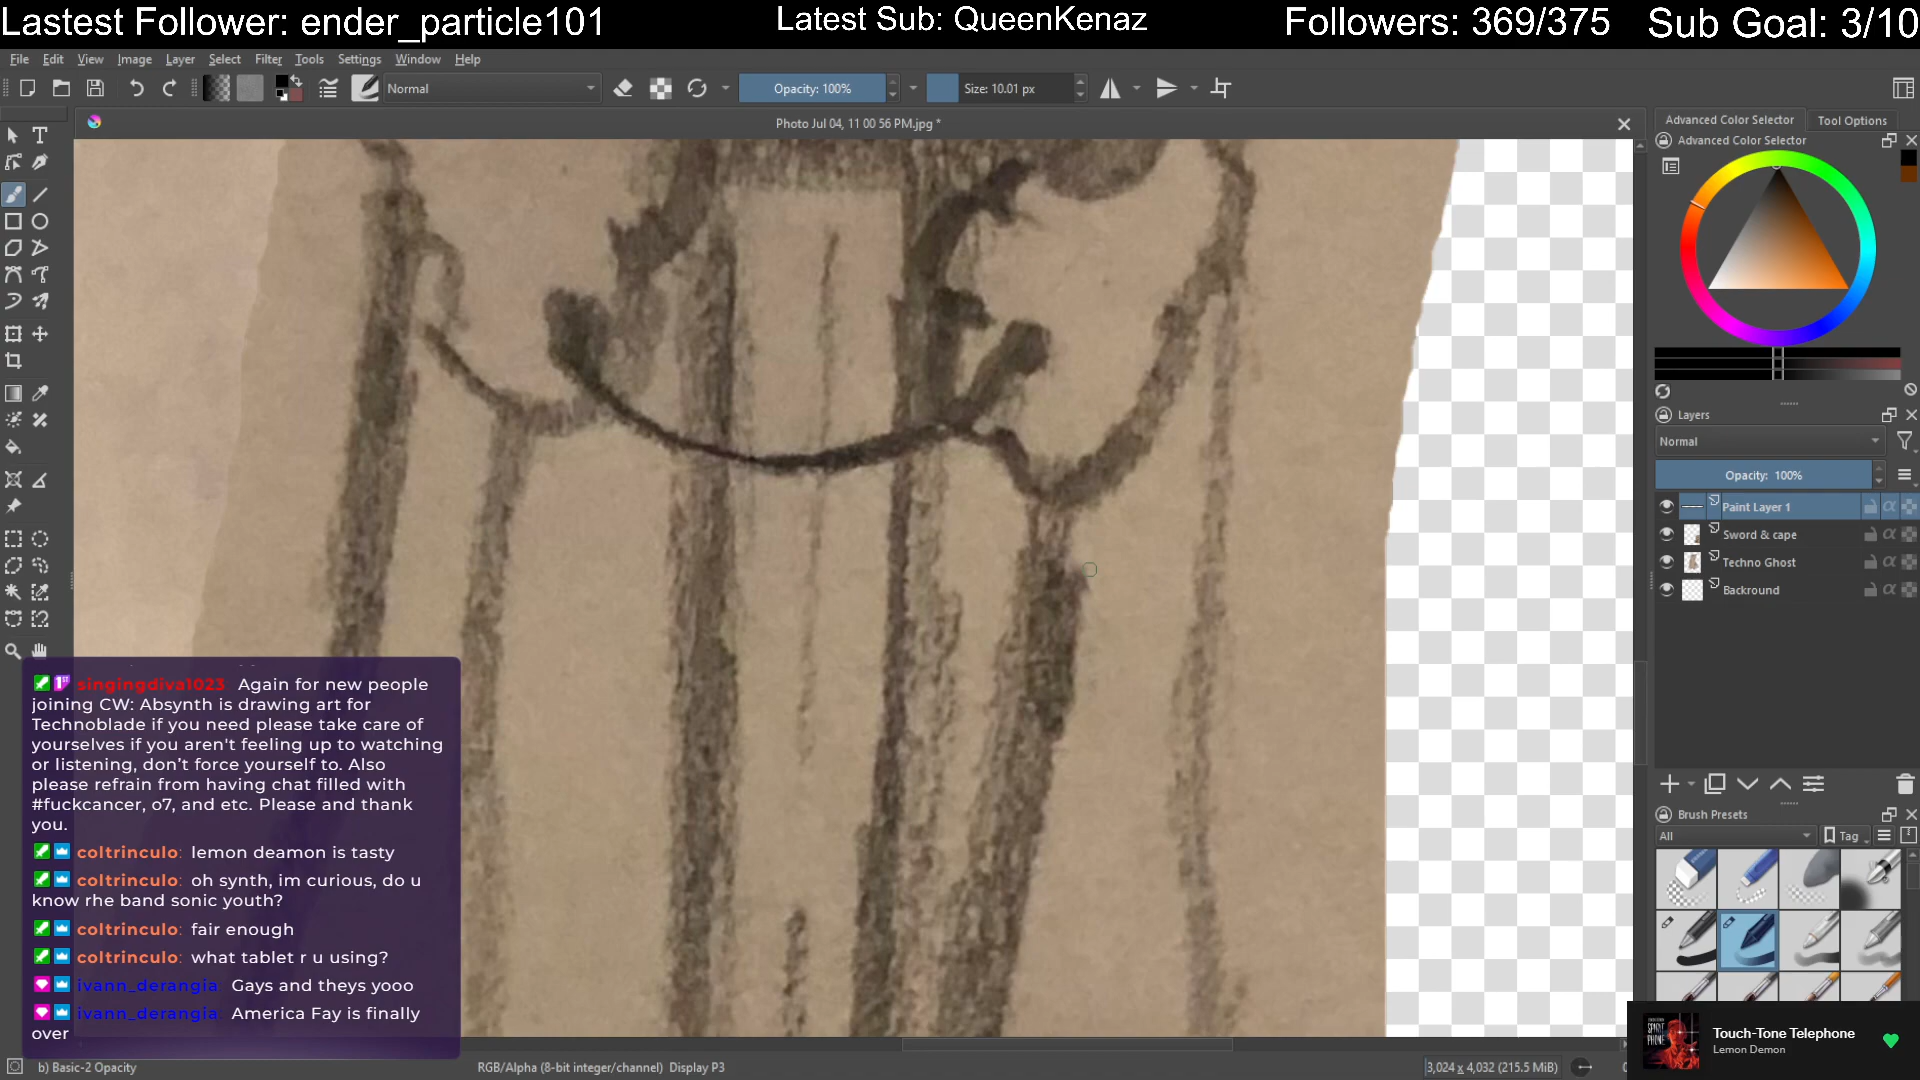 Lastest Follower: ender_particle101
Latest Sub: QueenKenaz
Followers: 369/375
Sub Goal: 3/10
File Edit View Image Layer Select Filter Tools Settings Window Help
Normal
Opacity: 100%
Size: 10.01 px
Photo Jul 04, 11 00 56 PM.jpg *
Advanced Color Selector
Tool Options
Advanced Color Selector
Layers
Normal
Opacity: 100%
Paint Layer 1
Sword & cape
Techno Ghost
Backround
Brush Presets
All
Tag
singingdiva1023 Again for new people
joining CW: Absynth is drawing art for
Technoblade if you need please take care of
yourselves if you aren't feeling up to watching
or listening, don't force yourself to. Also
please refrain from having chat filled with
#fuckcancer, o7, and etc. Please and thank
you.
coltrinculo: lemon deamon is tasty
coltrinculo: oh synth, im curious, do u
know rhe band sonic youth?
coltrinculo: fair enough
coltrinculo: what tablet r u using?
ivann_derangia: Gays and theys yooo
ivann_derangia: America Fay is finally
over
Touch-Tone Telephone
Lemon Demon
b) Basic-2 Opacity
RGB/Alpha (8-bit integer/channel) Display P3
3,024 x 4,032 (215.5 MiB)